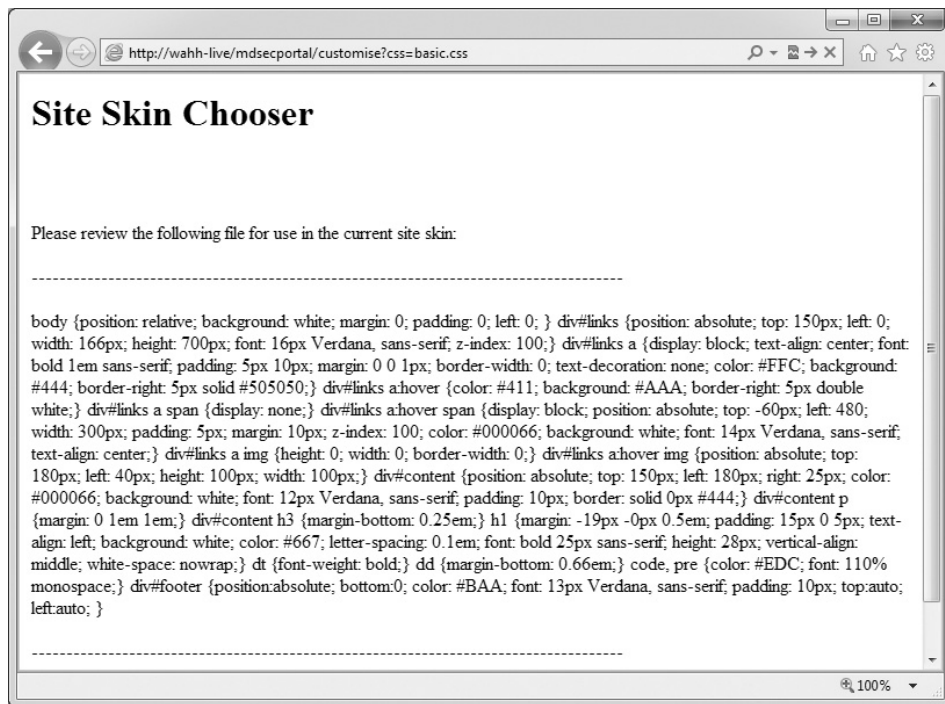 http://wahh-live/mdsecportal/customise?css=basic.css
Site Skin Chooser
Please review the following file for use in the current site skin:
-------------------------------------------------------------------------------------
body {position: relative; background: white; margin: 0; padding: 0; left: 0; } div#links {position: absolute; top: 150px; left: 0;
width: 166px; height: 700px; font: 16px Verdana, sans-serif; z-index: 100;} div#links a {display: block; text-align: center; font:
bold 1em sans-serif; padding: 5px 10px; margin: 0 0 1px; border-width: 0; text-decoration: none; color: #FFC; background:
#444; border-right: 5px solid #505050;} div#links a:hover {color: #411; background: #AAA; border-right: 5px double
white;} div#links a span {display: none;} div#links a:hover span {display: block; position: absolute; top: -60px; left: 480;
width: 300px; padding: 5px; margin: 10px; z-index: 100; color: #000066; background: white; font: 14px Verdana, sans-serif;
text-align: center;} div#links a img {height: 0; width: 0; border-width: 0;} div#links a:hover img {position: absolute; top:
180px; left: 40px; height: 100px; width: 100px;} div#content {position: absolute; top: 150px; left: 180px; right: 25px; color:
#000066; background: white; font: 12px Verdana, sans-serif; padding: 10px; border: solid 0px #444;} div#content p
{margin: 0 1em 1em;} div#content h3 {margin-bottom: 0.25em;} h1 {margin: -19px -0px 0.5em; padding: 15px 0 5px; text-
align: left; background: white; color: #667; letter-spacing: 0.1em; font: bold 25px sans-serif; height: 28px; vertical-align:
middle; white-space: nowrap;} dt {font-weight: bold;} dd {margin-bottom: 0.66em;} code, pre {color: #EDC; font: 110%
monospace;} div#footer {position:absolute; bottom:0; color: #BAA; font: 13px Verdana, sans-serif; padding: 10px; top:auto;
left:auto; }
-------------------------------------------------------------------------------------
100%